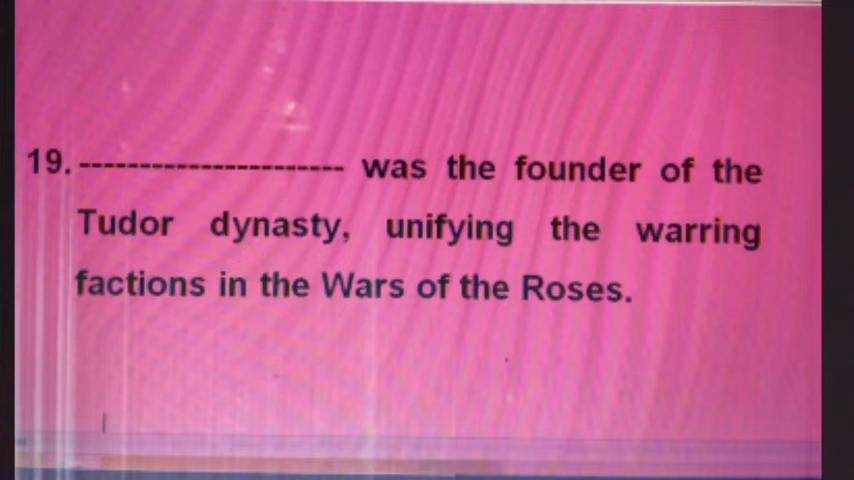 19.---------------------- was the founder of the
Tudor dynasty, unifying the warring
factions in the Wars of the Roses.